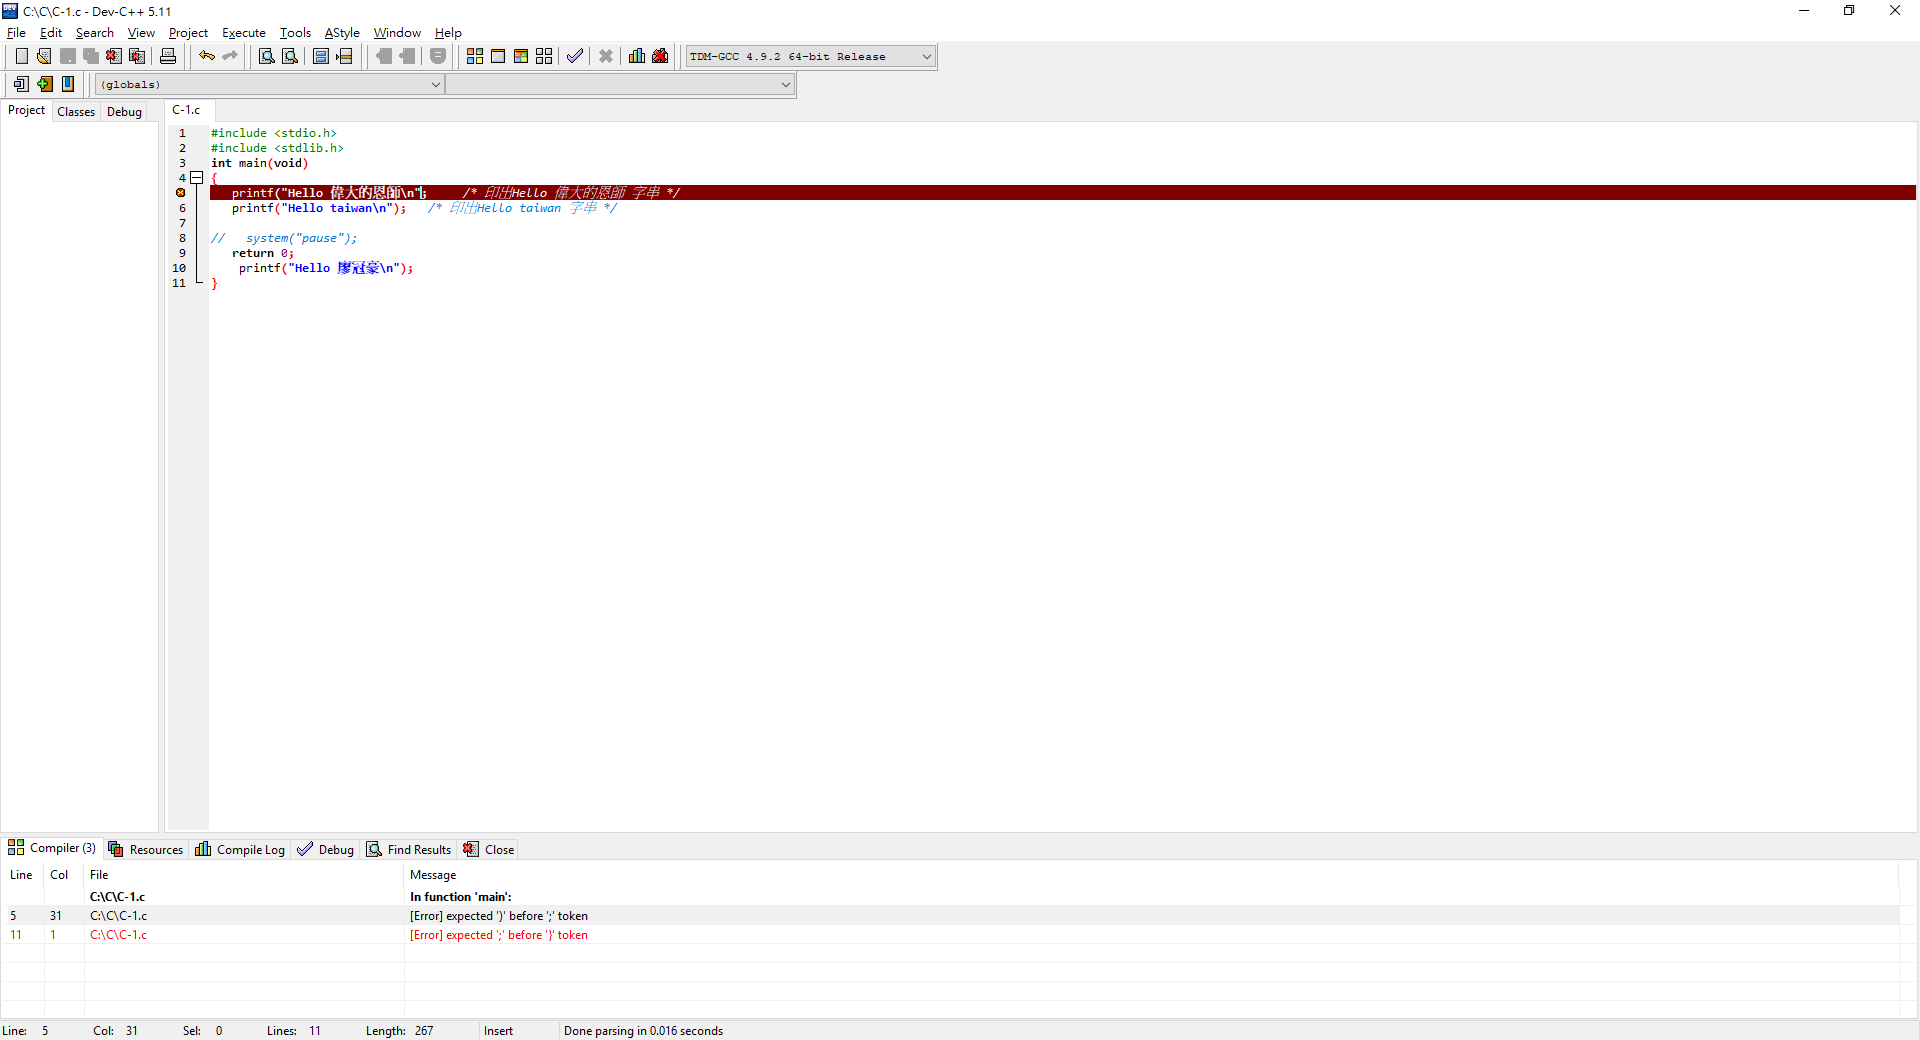 C:\C\C-1.c - Dev-C++ 5.11
File Edit Search View Project Execute Tools AStyle Window Help
TDM-GCC 4.9.2 64-bit Release
(globals)
Project Classes Debug C-1.c
1 #include <stdio.h>
2 #include <stdlib.h>
3 int main(void)
4 {
printf("Hello 偉大的恩師\n"; /* 印出Hello 偉大的恩師 字串 */
6 printf("Hello taiwan\n"); /* 印出Hello taiwan 字串 */
7
8 // system("pause");
9 return 0;
10 printf("Hello 廖冠豪\n");
11 }
Compiler (3) Resources Compile Log Debug Find Results Close
Line Col File Message
C:\C\C-1.c In function 'main':
5 31 C:\C\C-1.c [Error] expected ')' before ';' token
11 1 C:\C\C-1.c [Error] expected ';' before '}' token
Line: 5 Col: 31 Sel: 0 Lines: 11 Length: 267 Insert Done parsing in 0.016 seconds